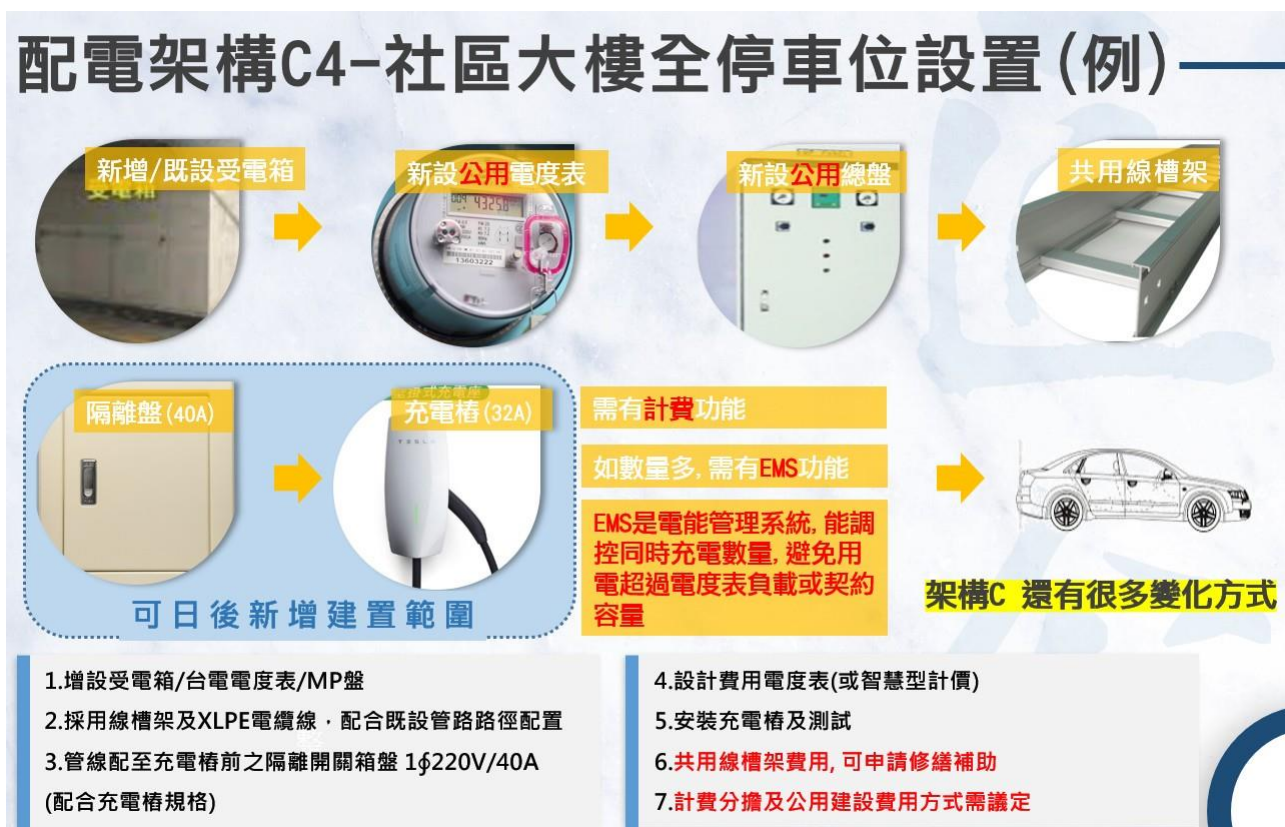 配電架構C4-社區大樓全停車位設置(例)
新增/既設受電箱
受電箱
新設公用電度表
13603222
新設公用總盤
共用線槽架
隔離盤(40A)
充電樁(32A)
TESLA
需有計費功能
如數量多,需有EMS功能
EMS是電能管理系統,能調
控同時充電數量,避免用
電超過電度表負載或契約
容量
可日後新增建置範圍
架構C 還有很多變化方式
1.增設受電箱/台電電度表/MP盤
2.採用線槽架及XLPE電纜線,配合既設管路路徑配置
3.管線配至充電樁前之隔離開關箱盤 1∮220V/40A
(配合充電樁規格)
4.設計費用電度表(或智慧型計價)
5.安裝充電樁及測試
6.共用線槽架費用,可申請修繕補助
7.計費分擔及公用建設費用方式需議定